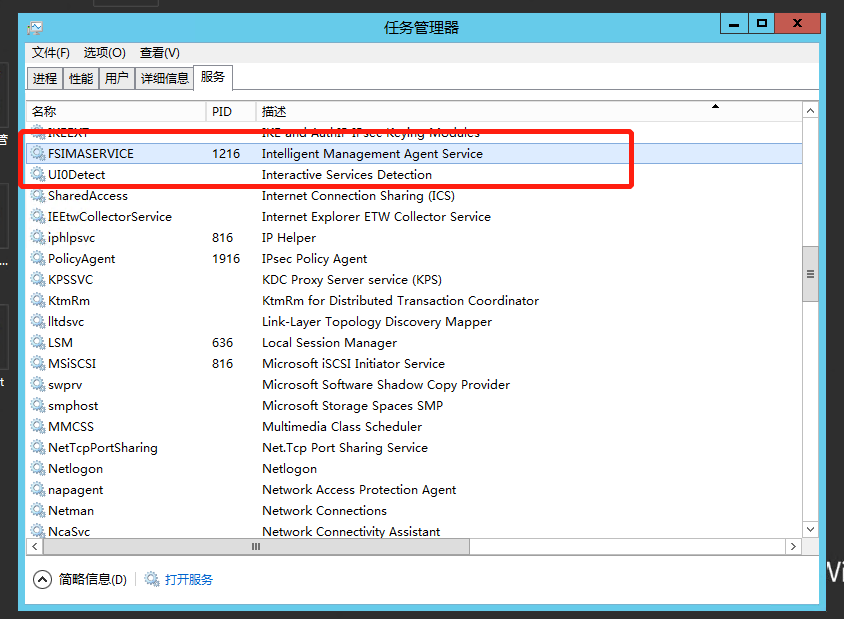 任务管理器
文件(F) 选项(O) 查看(V)
进程 性能 用户 详细信息 服务
名称 PID 描述
IKEEXT IKE and AuthIP IPsec Keying Modules
FSIMASERVICE 1216 Intelligent Management Agent Service
UI0Detect Interactive Services Detection
SharedAccess Internet Connection Sharing (ICS)
IEEtwCollectorService Internet Explorer ETW Collector Service
iphlpsvc 816 IP Helper
PolicyAgent 1916 IPsec Policy Agent
KPSSVC KDC Proxy Server service (KPS)
KtmRm KtmRm for Distributed Transaction Coordinator
lltdsvc Link-Layer Topology Discovery Mapper
LSM 636 Local Session Manager
MSiSCSI 816 Microsoft iSCSI Initiator Service
swprv Microsoft Software Shadow Copy Provider
smphost Microsoft Storage Spaces SMP
MMCSS Multimedia Class Scheduler
NetTcpPortSharing Net.Tcp Port Sharing Service
Netlogon Netlogon
napagent Network Access Protection Agent
Netman Network Connections
NcaSvc Network Connectivity Assistant
简略信息(D) 打开服务
管
...
t
Wi